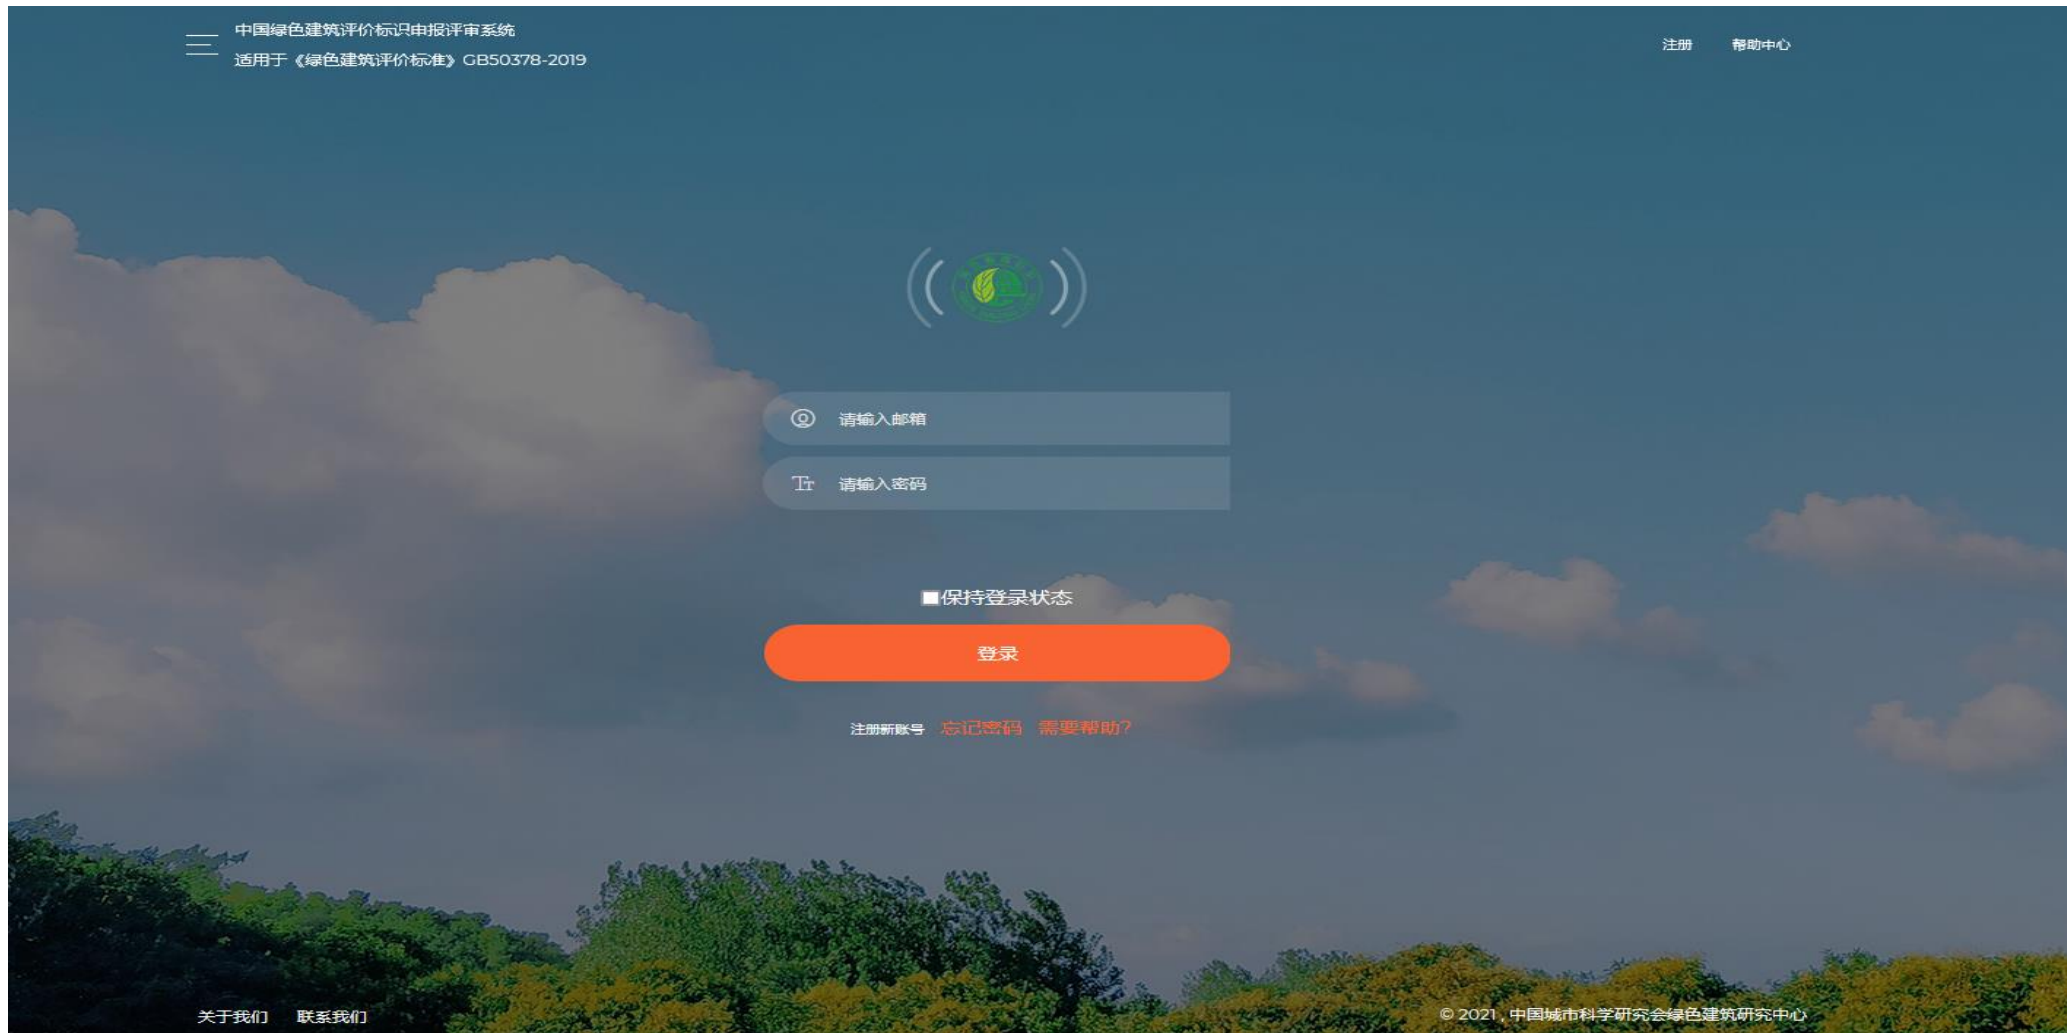 中国绿色建筑评价标识申报评审系统
适用于《绿色建筑评价标准》GB50378-2019
注册 帮助中心
请输入邮箱
请输入密码
保持登录状态
登录
注册新账号 忘记密码 需要帮助?
关于我们 联系我们
© 2021 , 中国城市科学研究会绿色建筑研究中心